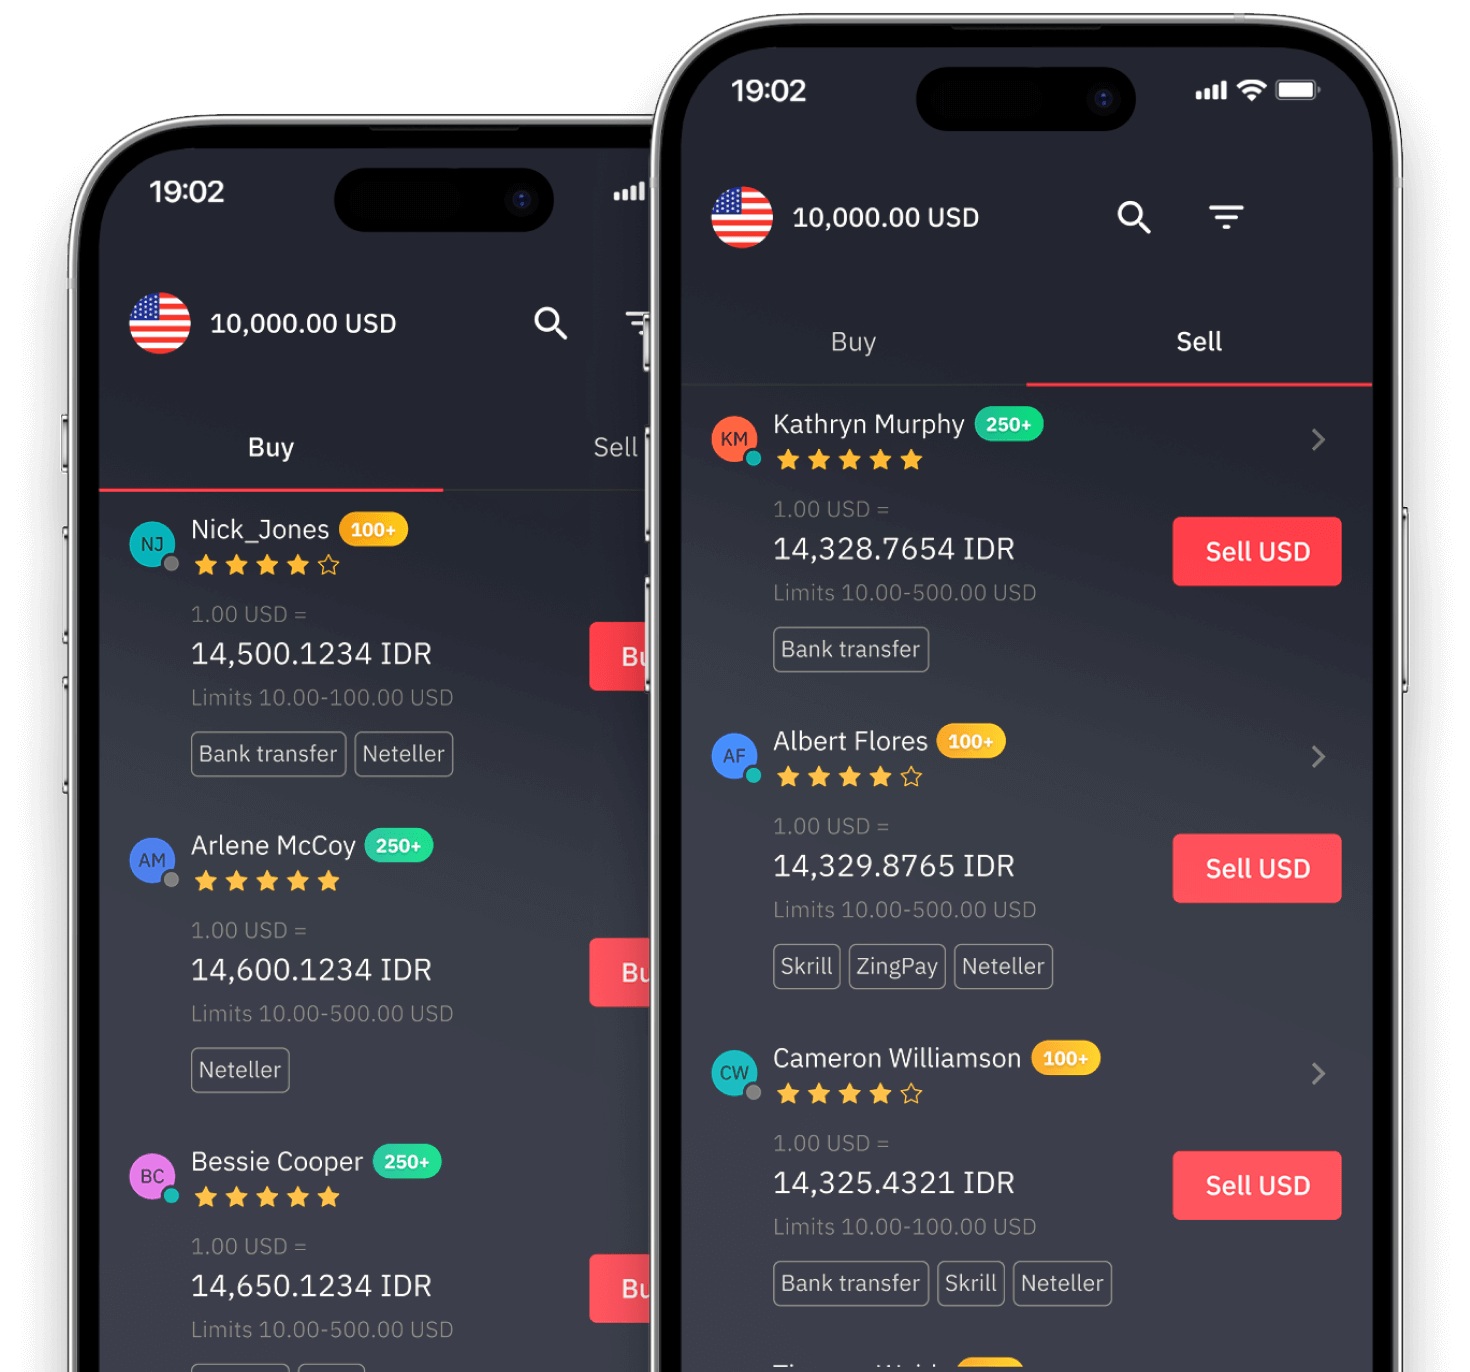 19:02
10,000.00 USD
Buy
Sell
NJ
Nick_Jones 100+
1.00 USD =
14,500.1234 IDR
Limits 10.00-100.00 USD
Bank transfer Neteller
AM
Arlene McCoy 250+
1.00 USD =
14,600.1234 IDR
Limits 10.00-500.00 USD
Neteller
BC
Bessie Cooper 250+
1.00 USD =
14,650.1234 IDR
Limits 10.00-500.00 USD
19:02
10,000.00 USD
Buy
Sell
KM
Kathryn Murphy 250+
1.00 USD =
14,328.7654 IDR
Sell USD
Limits 10.00-500.00 USD
Bank transfer
AF
Albert Flores 100+
1.00 USD =
14,329.8765 IDR
Sell USD
Limits 10.00-500.00 USD
Skrill ZingPay Neteller
CW
Cameron Williamson 100+
1.00 USD =
14,325.4321 IDR
Sell USD
Limits 10.00-100.00 USD
Bank transfer Skrill Neteller